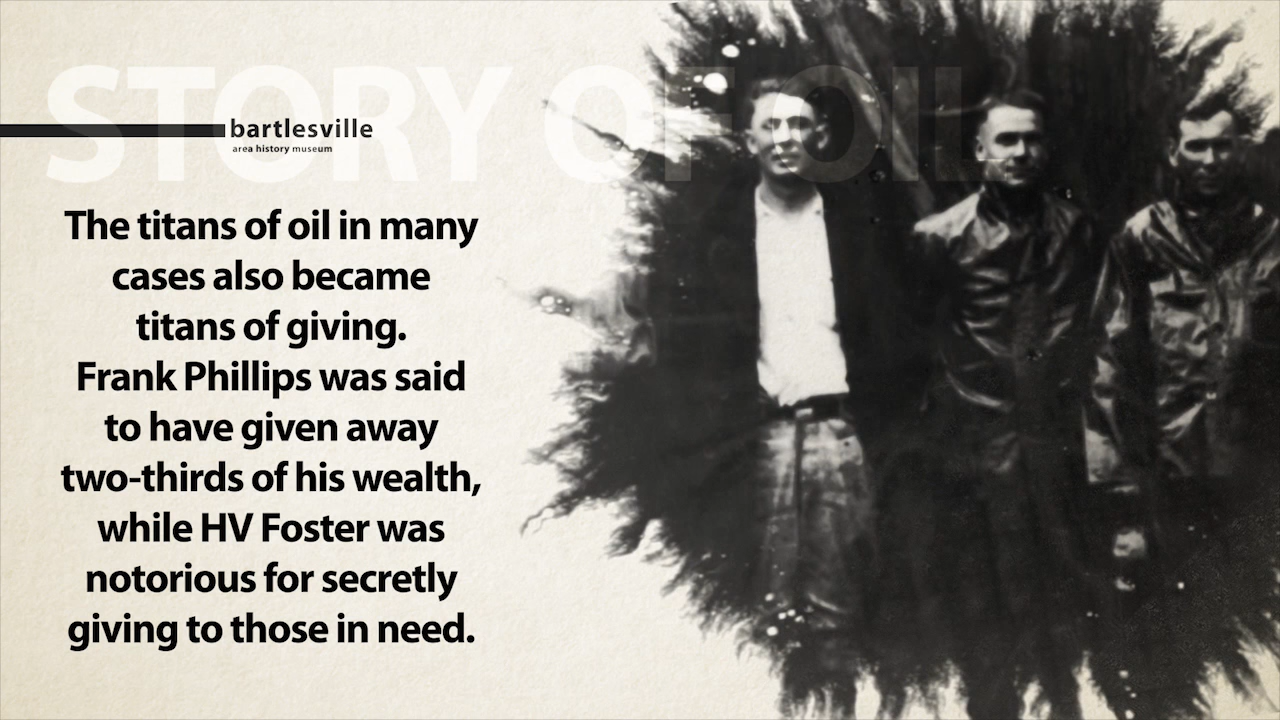 STORY OF OIL
bartlesville
area history museum
The titans of oil in many
cases also became
titans of giving.
Frank Phillips was said
to have given away
two-thirds of his wealth,
while HV Foster was
notorious for secretly
giving to those in need.